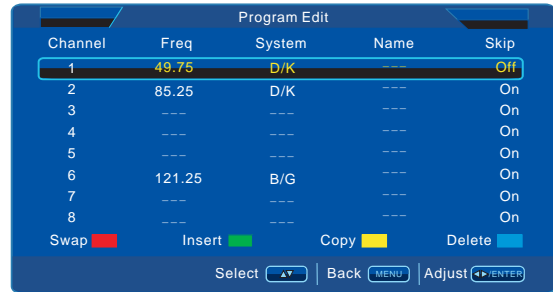 Program Edit
Channel Freq System Name Skip
1 49.75 D/K --- Off
2 85.25 D/K --- On
3 --- --- --- On
4 --- --- --- On
5 --- --- --- On
6 121.25 B/G --- On
7 --- --- --- On
8 --- --- --- On
Swap Insert Copy Delete
Select ▲▼ Back MENU Adjust ◄►/ENTER